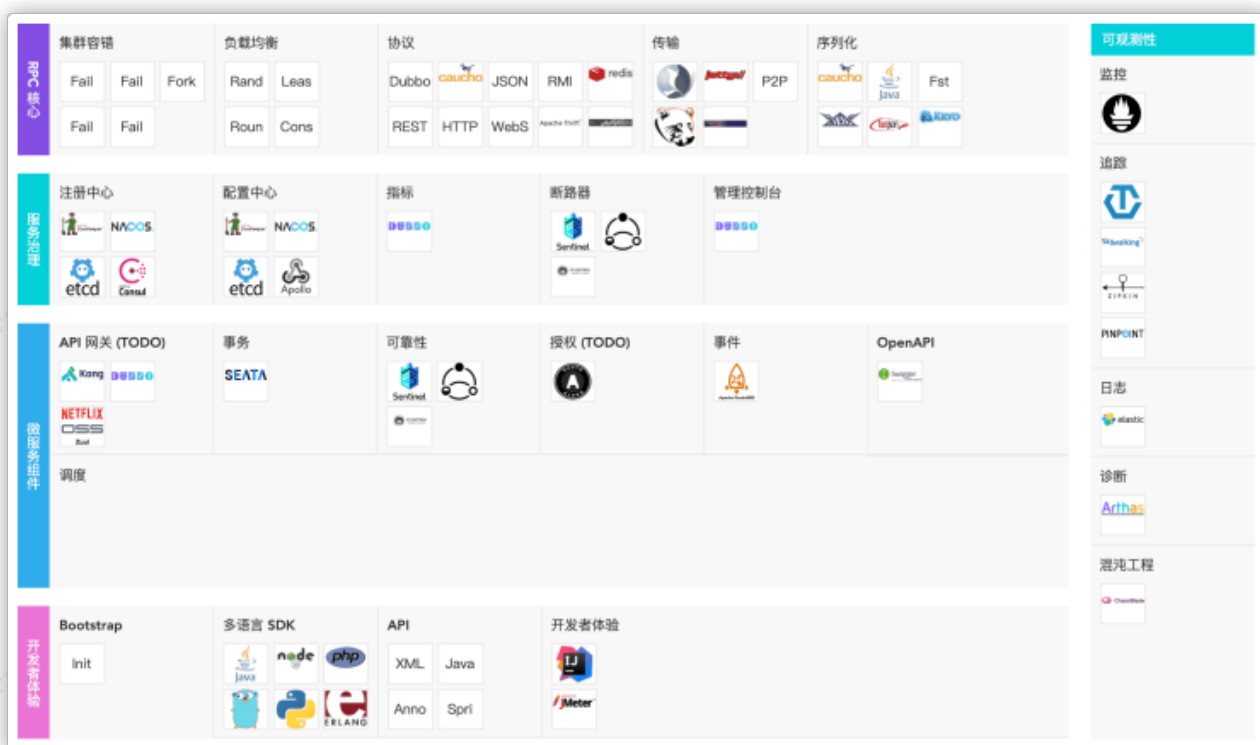 RPC 核心
集群容错
Fail
Fail
Fork
Fail
Fail
负载均衡
Rand
Leas
Roun
Cons
协议
Dubbo
caucho
JSON
RMI
redis
REST
HTTP
WebS
Apache Thrift
传输
jetty
P2P
序列化
caucho
Java
Fst
KRYO
服务治理
注册中心
NACOS
etcd
Consul
配置中心
NACOS
etcd
Apollo
指标
DUBBO
断路器
Sentinel
管理控制台
DUBBO
微服务组件
API 网关 (TODO)
Kong
DUBBO
NETFLIX
OSS
Zuul
事务
SEATA
可靠性
Sentinel
授权 (TODO)
A
事件
OpenAPI
swagger
调度
开发者体验
Bootstrap
Init
多语言 SDK
Java
node
php
ERLANG
API
XML
Java
Anno
Spri
开发者体验
IJ
JMeter
可观测性
监控
追踪
Skywalking
ZIPKIN
PINPOINT
日志
elastic
诊断
Arthas
混沌工程
ChaosBlade